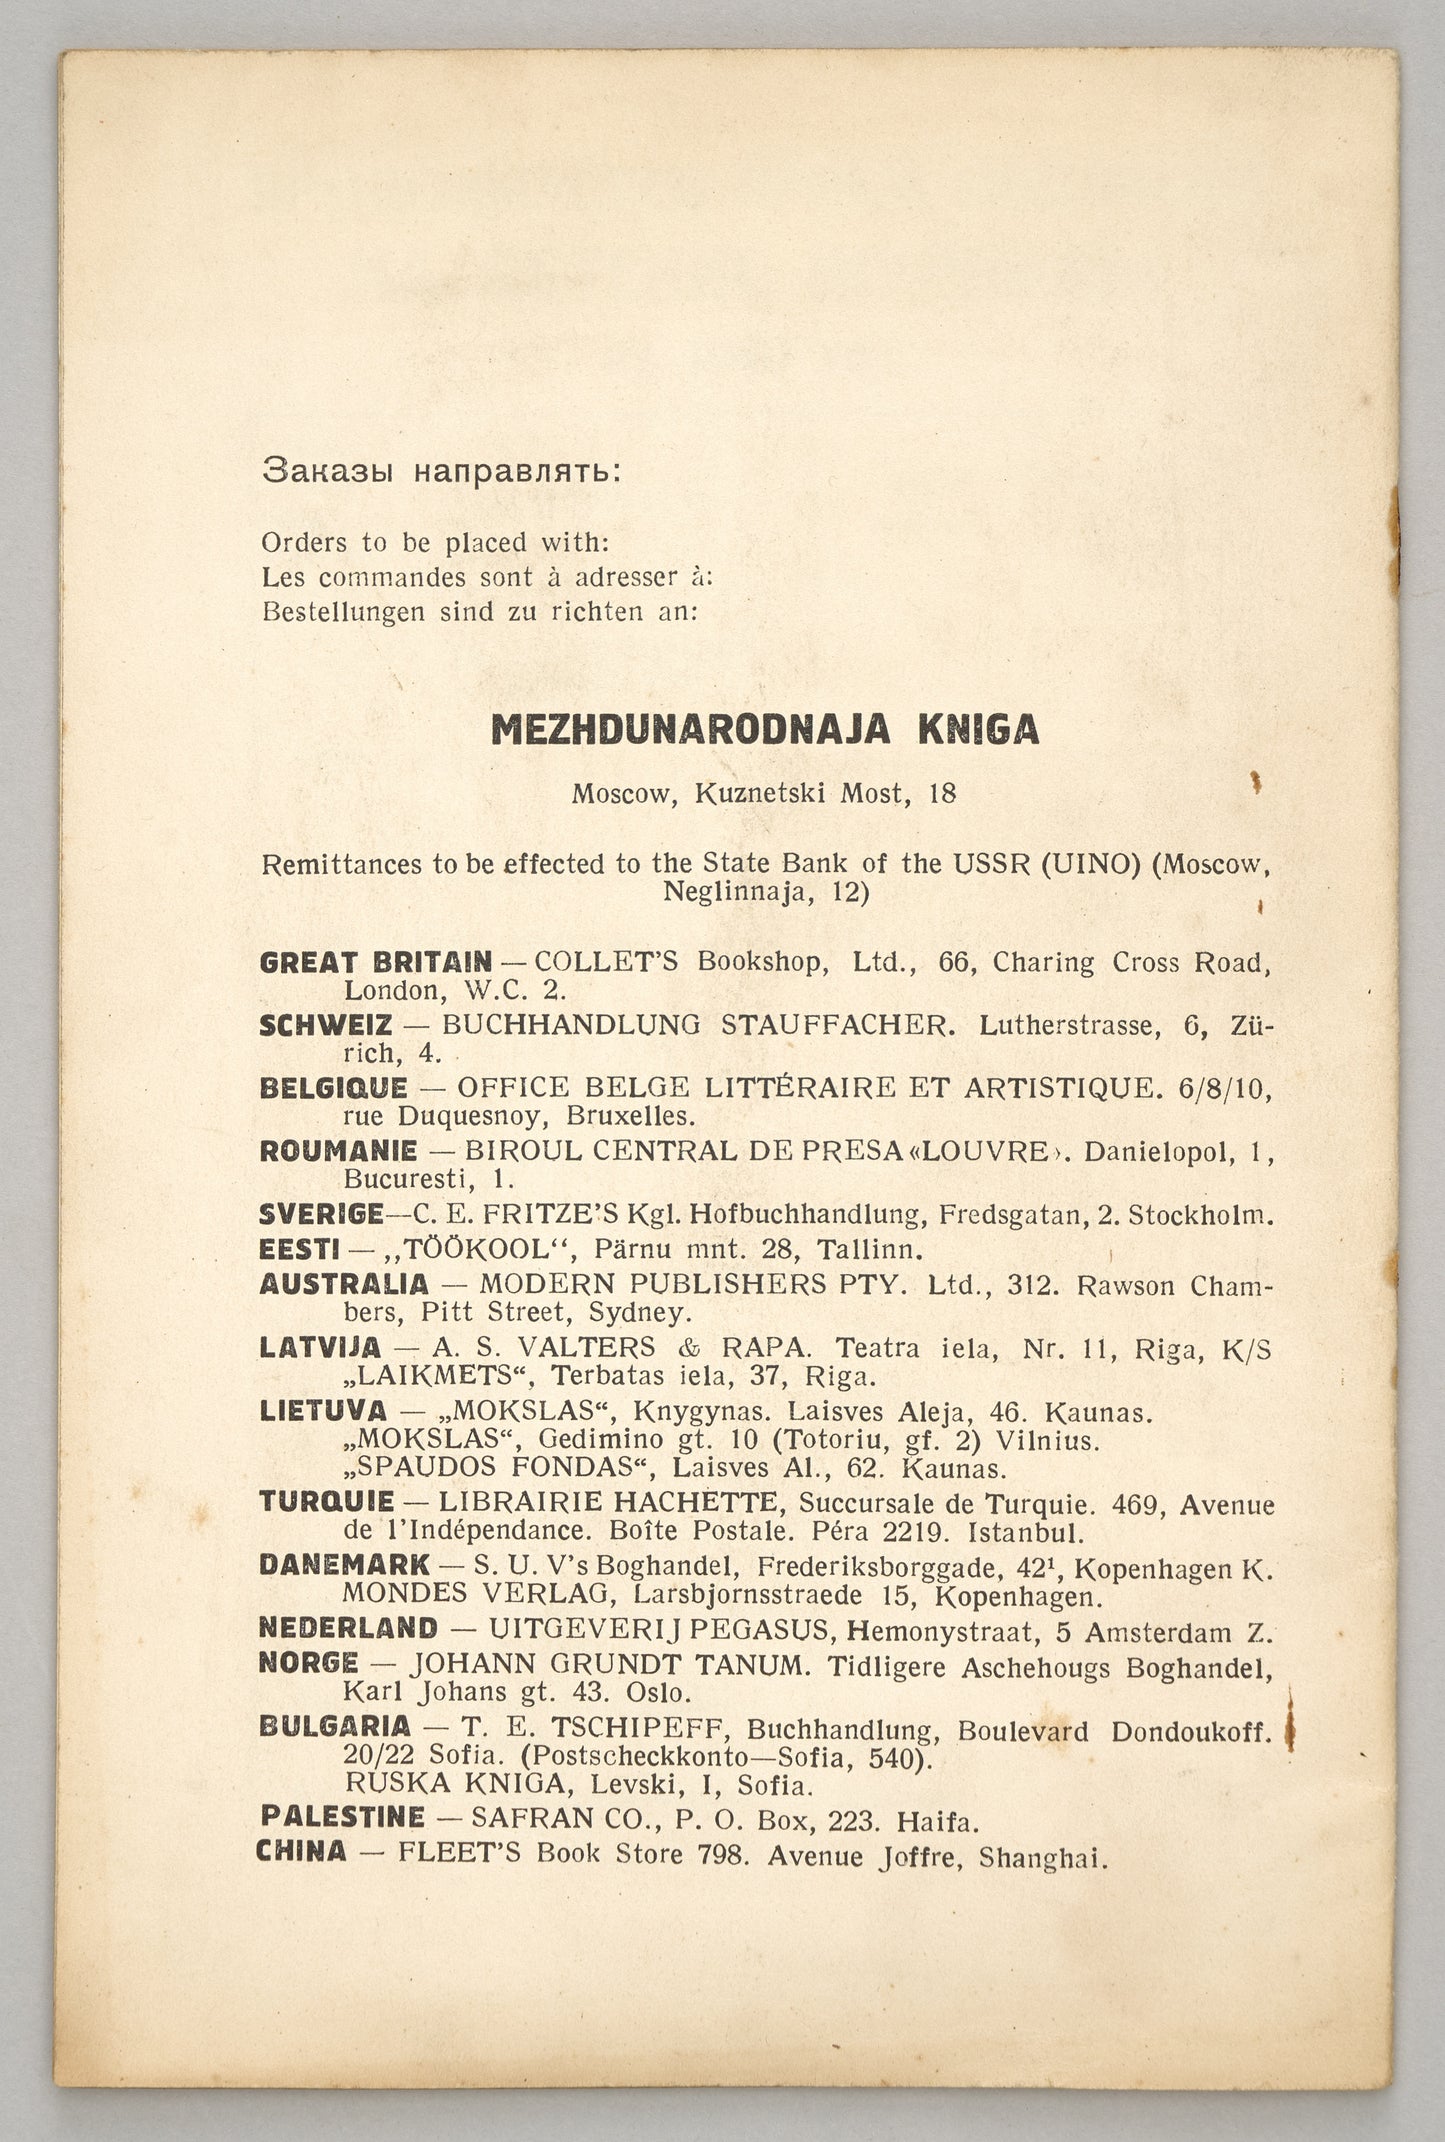 Заказы направлять:
Orders to be placed with:
Les commandes sont à adresser à:
Bestellungen sind zu richten an:
MEZHDUNARODNAJA KNIGA
Moscow, Kuznetski Most, 18
Remittances to be effected to the State Bank of the USSR (UINO) (Moscow,
Neglinnaja, 12)
GREAT BRITAIN — COLLET'S Bookshop, Ltd., 66, Charing Cross Road,
London, W.C. 2.
SCHWEIZ — BUCHHANDLUNG STAUFFACHER. Lutherstrasse, 6, Zü-
rich, 4.
BELGIQUE — OFFICE BELGE LITTÉRAIRE ET ARTISTIQUE. 6/8/10,
rue Duquesnoy, Bruxelles.
ROUMANIE — BIROUL CENTRAL DE PRESA «LOUVRE›. Danielopol, 1,
Bucuresti, 1.
SVERIGE—C. E. FRITZE'S Kgl. Hofbuchhandlung, Fredsgatan, 2. Stockholm.
EESTI — ,,TÖÖKOOL“, Pärnu mnt. 28, Tallinn.
AUSTRALIA — MODERN PUBLISHERS PTY. Ltd., 312. Rawson Cham-
bers, Pitt Street, Sydney.
LATVIJA — A. S. VALTERS & RAPA. Teatra iela, Nr. 11, Riga, K/S
„LAIKMETS“, Terbatas iela, 37, Riga.
LIETUVA — „MOKSLAS“, Knygynas. Laisves Aleja, 46. Kaunas.
„MOKSLAS“, Gedimino gt. 10 (Totoriu, gf. 2) Vilnius.
„SPAUDOS FONDAS“, Laisves Al., 62. Kaunas.
TURQUIE — LIBRAIRIE HACHETTE, Succursale de Turquie. 469, Avenue
de l'Indépendance. Boîte Postale. Péra 2219. Istanbul.
DANEMARK — S. U. V's Boghandel, Frederiksborggade, 42¹, Kopenhagen K.
MONDES VERLAG, Larsbjornsstraede 15, Kopenhagen.
NEDERLAND — UITGEVERIJ PEGASUS, Hemonystraat, 5 Amsterdam Z.
NORGE — JOHANN GRUNDT TANUM. Tidligere Aschehougs Boghandel,
Karl Johans gt. 43. Oslo.
BULGARIA — T. E. TSCHIPEFF, Buchhandlung, Boulevard Dondoukoff.
20/22 Sofia. (Postscheckkonto—Sofia, 540).
RUSKA KNIGA, Levski, I, Sofia.
PALESTINE — SAFRAN CO., P. O. Box, 223. Haifa.
CHINA — FLEET'S Book Store 798. Avenue Joffre, Shanghai.